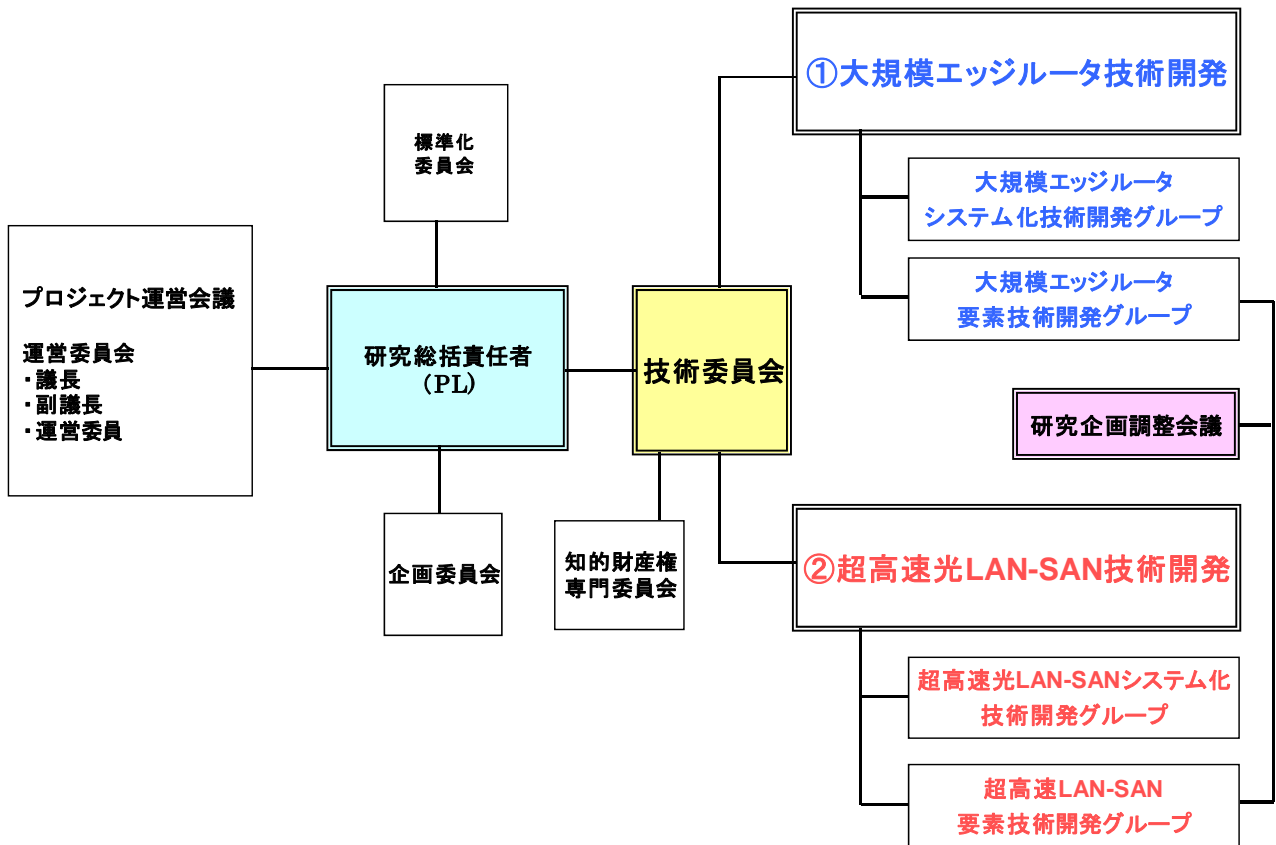 プロジェクト運営会議
運営委員会
・議長
・副議長
・運営委員
標準化
委員会
研究総括責任者
(PL)
企画委員会
技術委員会
知的財産権
専門委員会
①大規模エッジルータ技術開発
大規模エッジルータ
システム化技術開発グループ
大規模エッジルータ
要素技術開発グループ
研究企画調整会議
②超高速光LAN-SAN技術開発
超高速光LAN-SANシステム化
技術開発グループ
超高速LAN-SAN
要素技術開発グループ